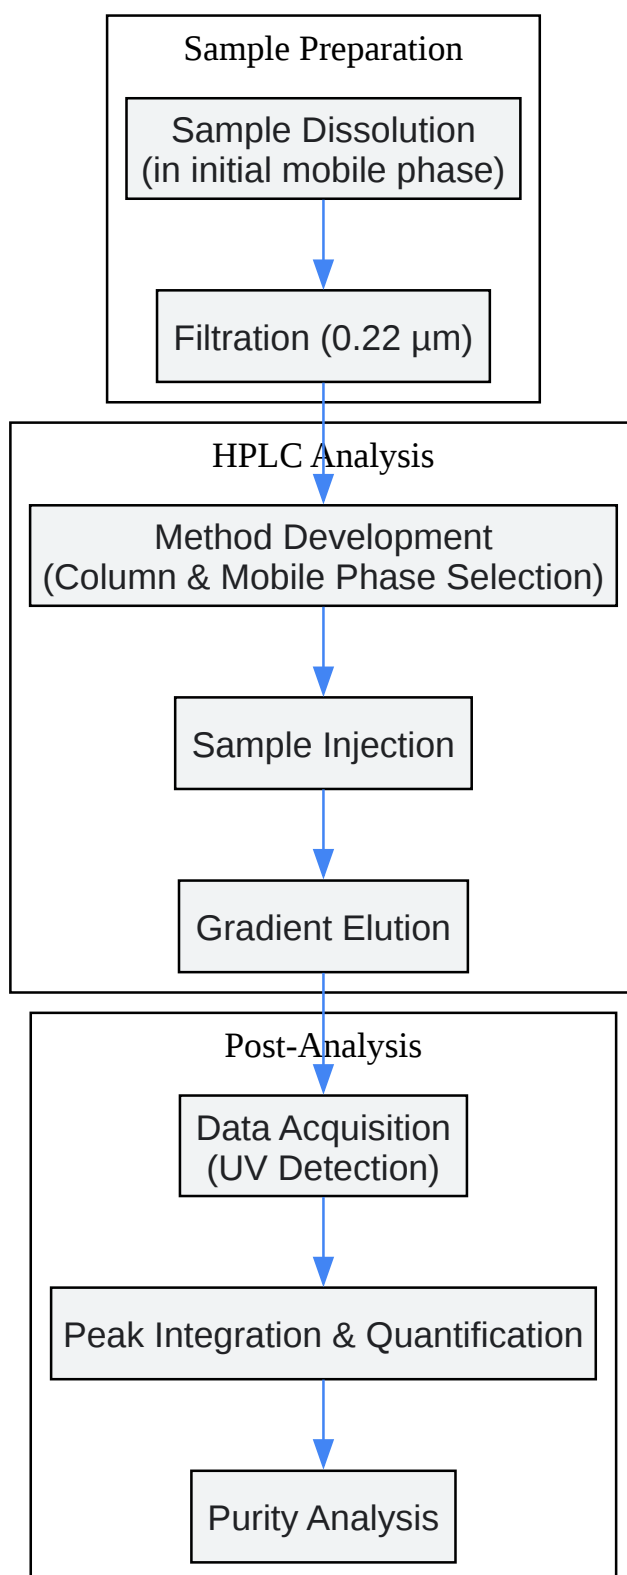 Sample Preparation
Sample Dissolution
(in initial mobile phase)
Filtration (0.22 µm)
HPLC Analysis
Method Development
(Column & Mobile Phase Selection)
Sample Injection
Gradient Elution
Post-Analysis
Data Acquisition
(UV Detection)
Peak Integration & Quantification
Purity Analysis